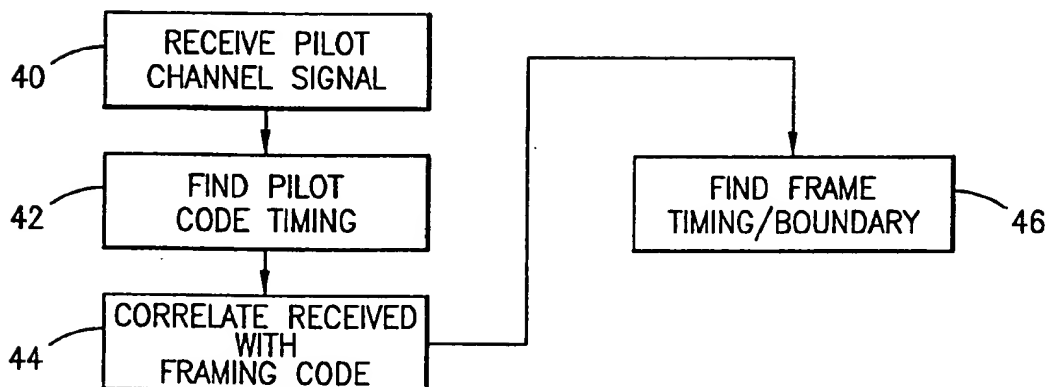 40
RECEIVE PILOT
CHANNEL SIGNAL
42
FIND PILOT
CODE TIMING
44
CORRELATE RECEIVED
WITH
FRAMING CODE
FIND FRAME
TIMING/BOUNDARY
46